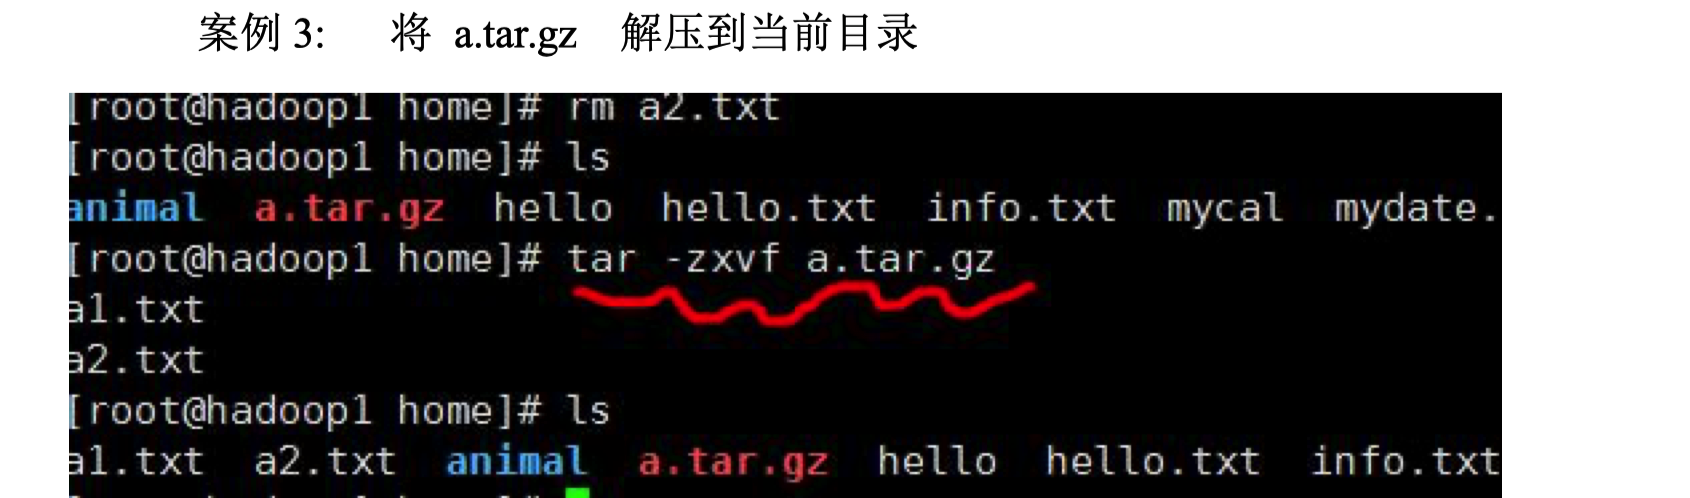 案例 3: 将 a.tar.gz 解压到当前目录
[root@hadoop1 home]# rm a2.txt
[root@hadoop1 home]# ls
animal a.tar.gz hello hello.txt info.txt mycal mydate.
[root@hadoop1 home]# tar -zxvf a.tar.gz
a1.txt
a2.txt
[root@hadoop1 home]# ls
a1.txt a2.txt animal a.tar.gz hello hello.txt info.txt